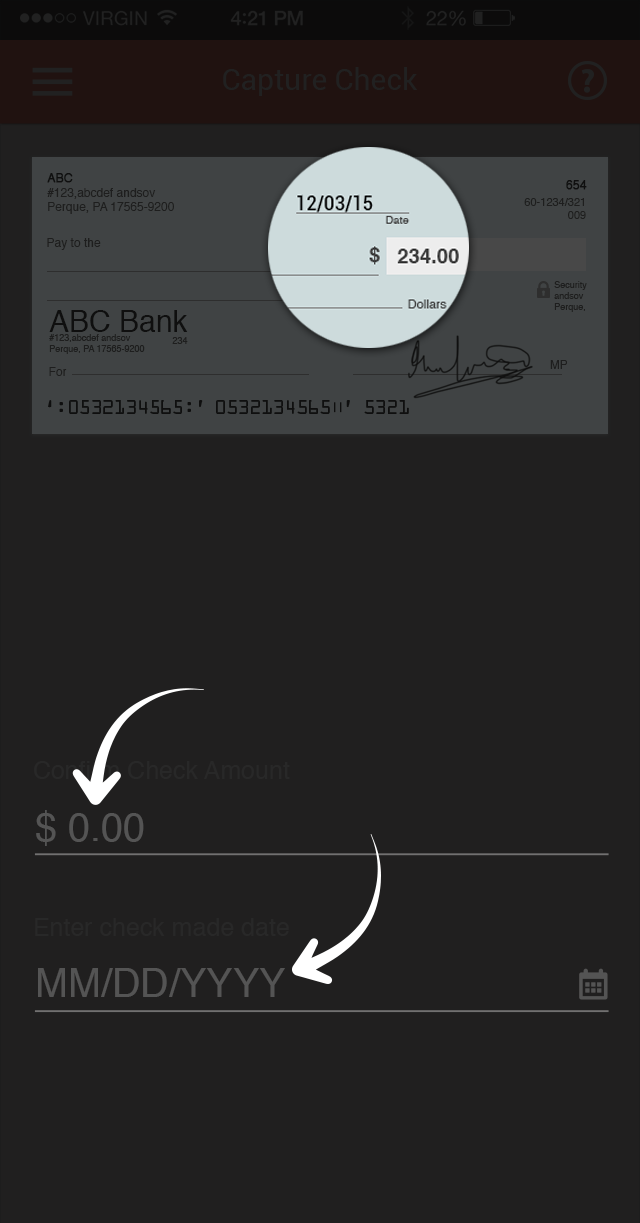 VIRGIN 4:21 PM 22%
Capture Check
?
ABC
#123,abcdef andsov
Perque, PA 17565-9200
654
60-1234/321
009
12/03/15
Date
Pay to the
$ 234.00
Dollars
Security
andsov
Perque,
ABC Bank
#123,abcdef andsov
234
Perque, PA 17565-9200
For
MP
‘:0532134565:’ 0532134565ıı’ 5321
Confirm Check Amount
$ 0.00
Enter check made date
MM/DD/YYYY